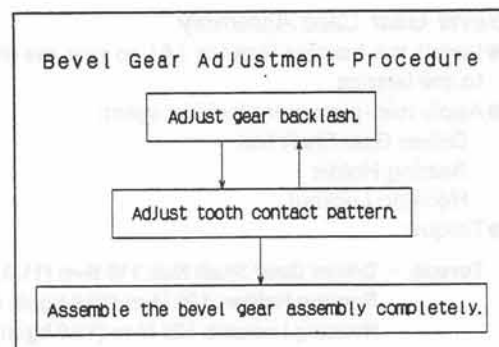 Bevel Gear Adjustment Procedure
Adjust gear backlash.
Adjust tooth contact pattern.
Assemble the bevel gear assembly completely.